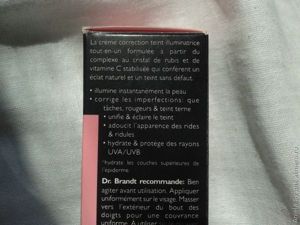 La crème correction teint illuminatrice
tout-en-un formulée à partir du
complexe au cristal de rubis et de
vitamine C stabilisée qui confèrent un
éclat naturel et un teint sans défaut.
• illumine instantanément la peau
• corrige les imperfections: que
tâches, rougeurs & teint terne
• unifie & éclaire le teint
• adoucit l'apparence des rides
& ridules
• hydrate & protège des rayons
UVA/UVB
*hydrate les couches supérieures de
l'épiderme
Dr. Brandt recommande: Bien
agiter avant utilisation. Appliquer
uniformément sur le visage. Masser
vers l'extérieur du bout des
doigts pour une couvrance
uniforme. A utiliser sur